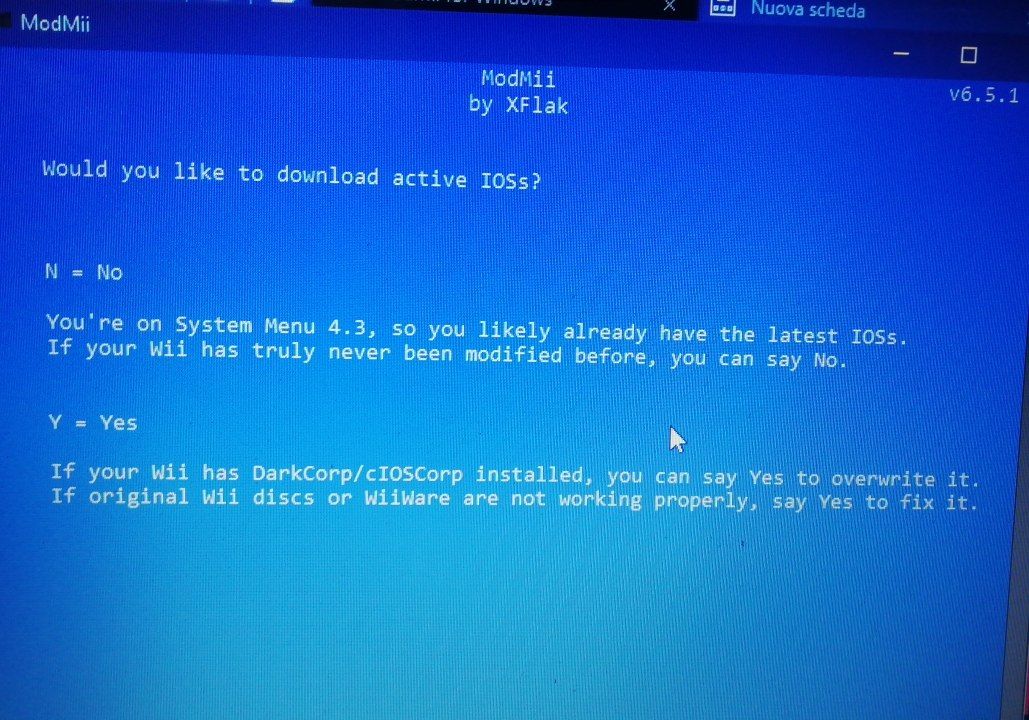 Windows
Nuova scheda
ModMii
ModMii
by XFlak
v6.5.1
Would you like to download active IOSs?
N = No
You're on System Menu 4.3, so you likely already have the latest IOSs.
If your Wii has truly never been modified before, you can say No.
Y = Yes
If your Wii has DarkCorp/cIOSCorp installed, you can say Yes to overwrite it.
If original Wii discs or WiiWare are not working properly, say Yes to fix it.